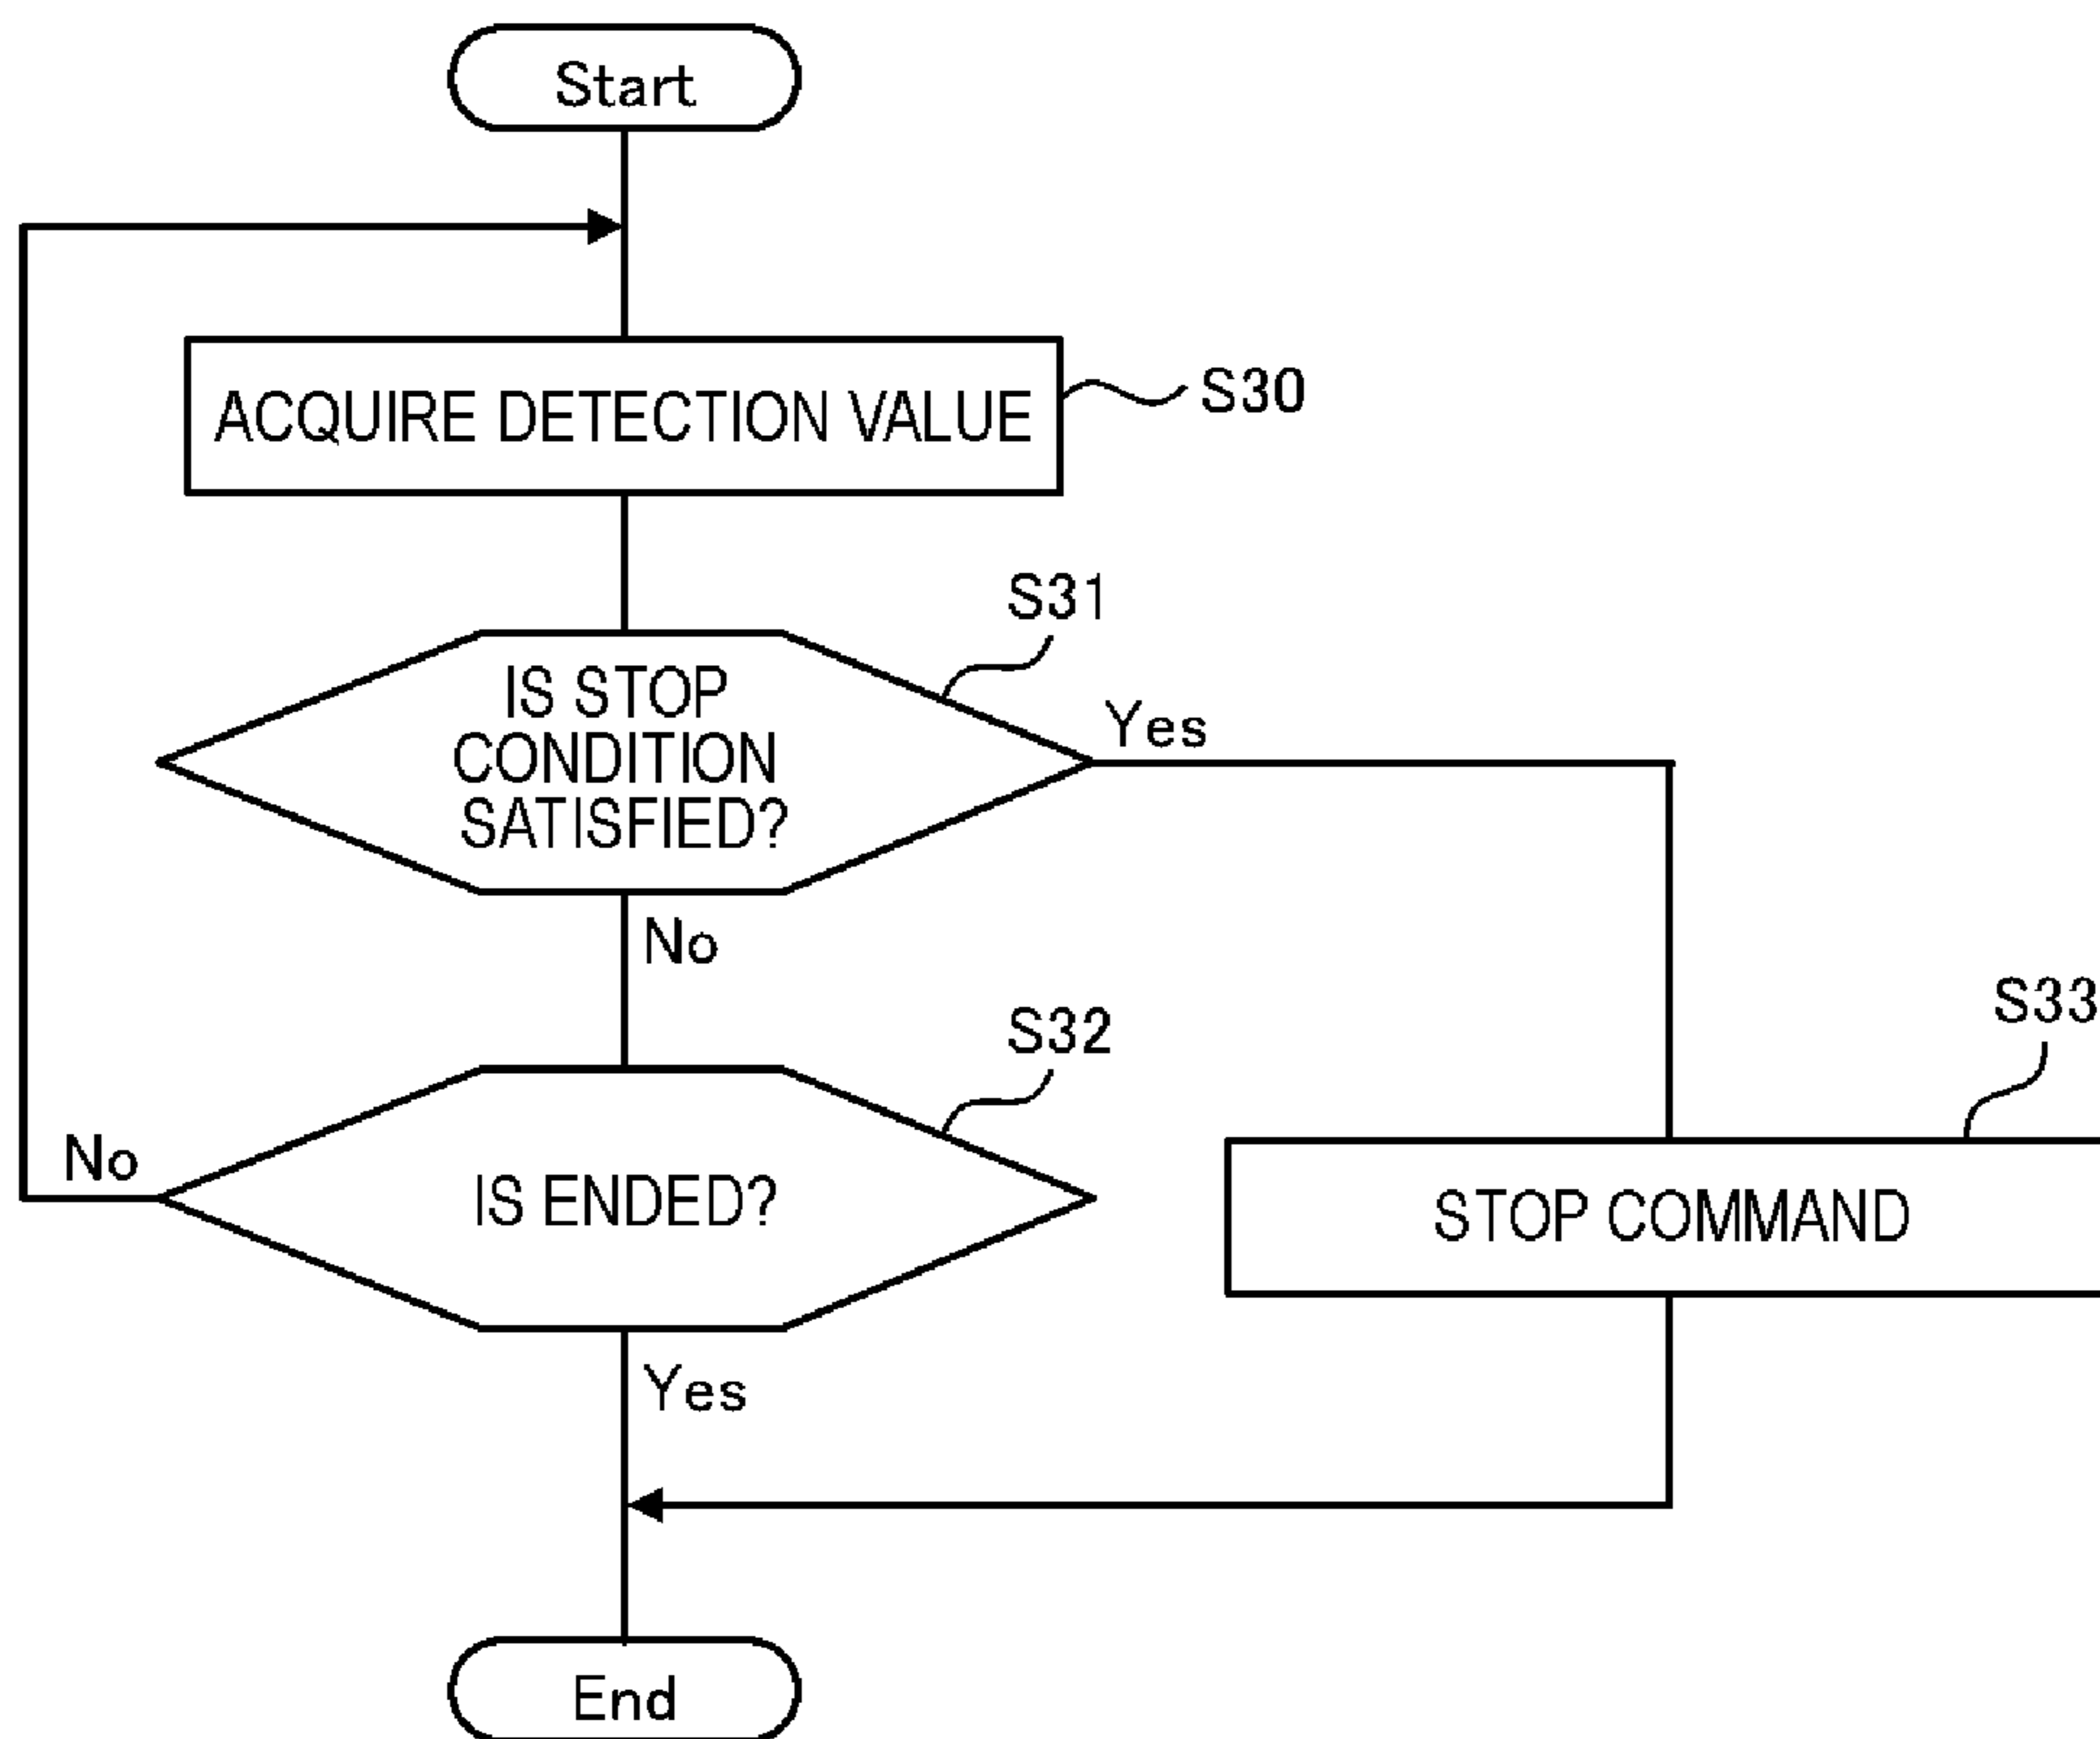 Start
ACQUIRE DETECTION VALUE
S30
S31
IS STOP
CONDITION
SATISFIED?
Yes
No
S32
S33
No
IS ENDED?
STOP COMMAND
Yes
End